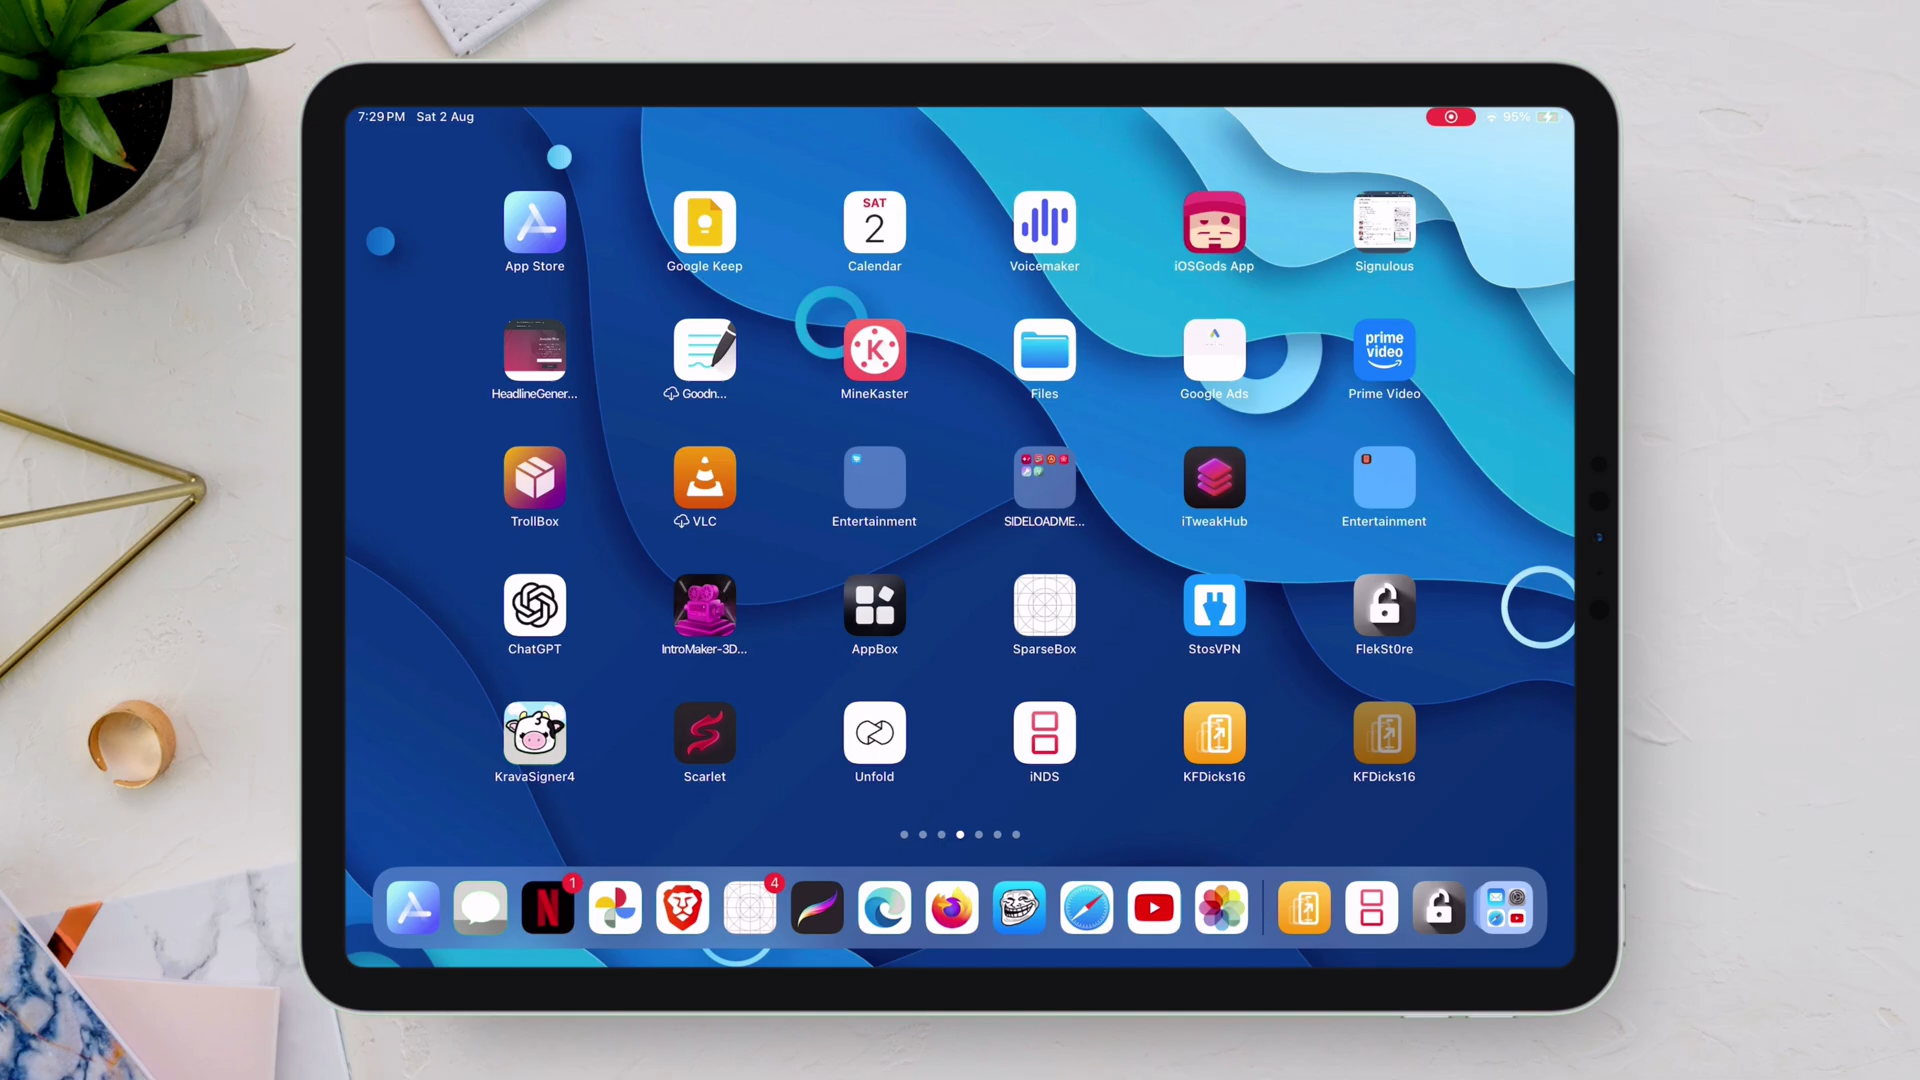 7:29 PM Sat 2 Aug
95%
SAT
2
App Store
Google Keep
Calendar
Voicemaker
iOSGods App
Signulous
K
prime
video
HeadlineGener...
Goodn...
MineKaster
Files
Google Ads
Prime Video
TrollBox
VLC
Entertainment
SIDELOADME...
iTweakHub
Entertainment
ChatGPT
IntroMaker-3D...
AppBox
SparseBox
StosVPN
FlekSt0re
KravaSigner4
Scarlet
Unfold
iNDS
KFDicks16
KFDicks16
1
4
N